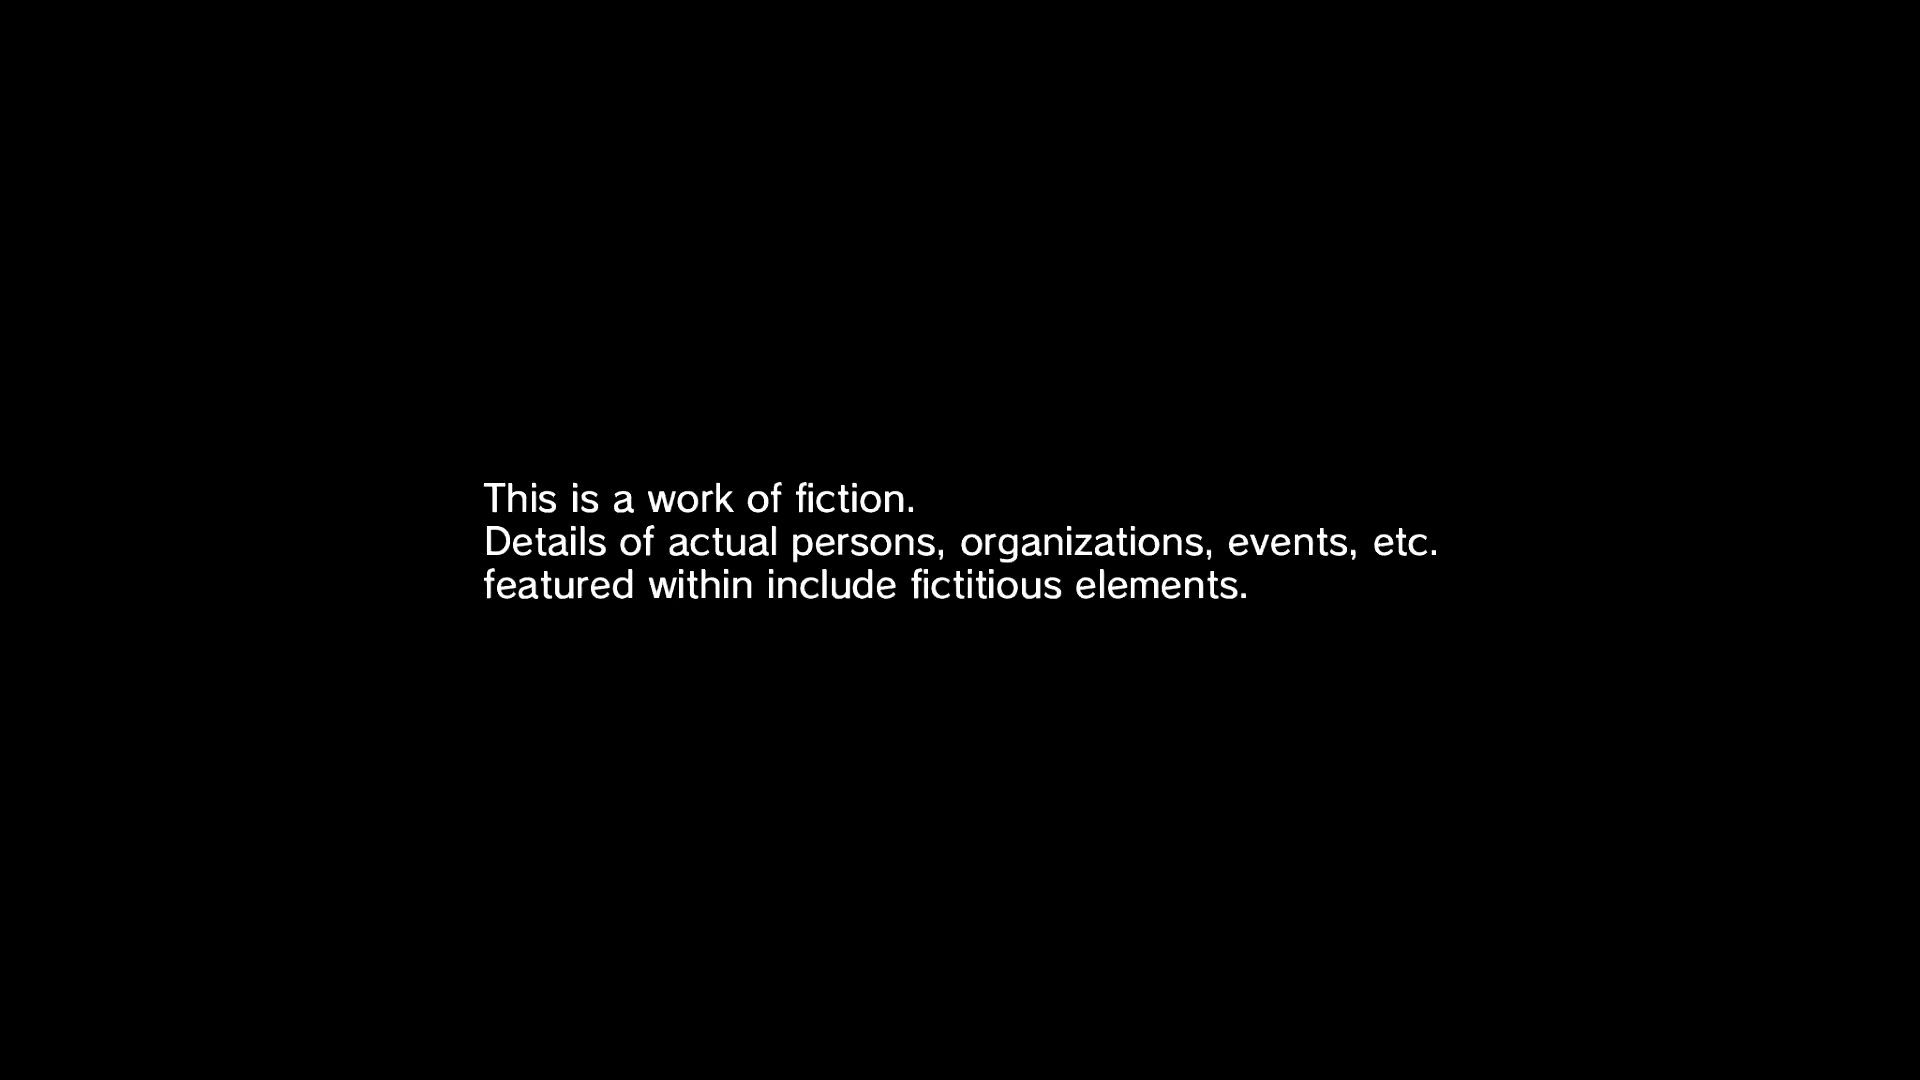 This is a work of fiction.
Details of actual persons, organizations, events, etc.
featured within include fictitious elements.